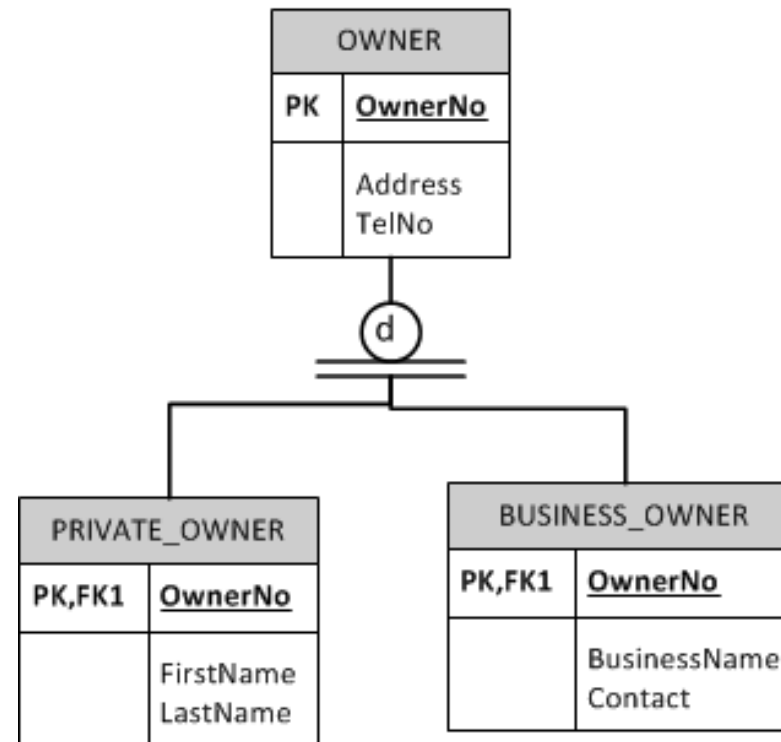 OWNER
PK OwnerNo
Address
TelNo
d
PRIVATE_OWNER
PK,FK1 OwnerNo
FirstName
LastName
BUSINESS_OWNER
PK,FK1 OwnerNo
BusinessName
Contact